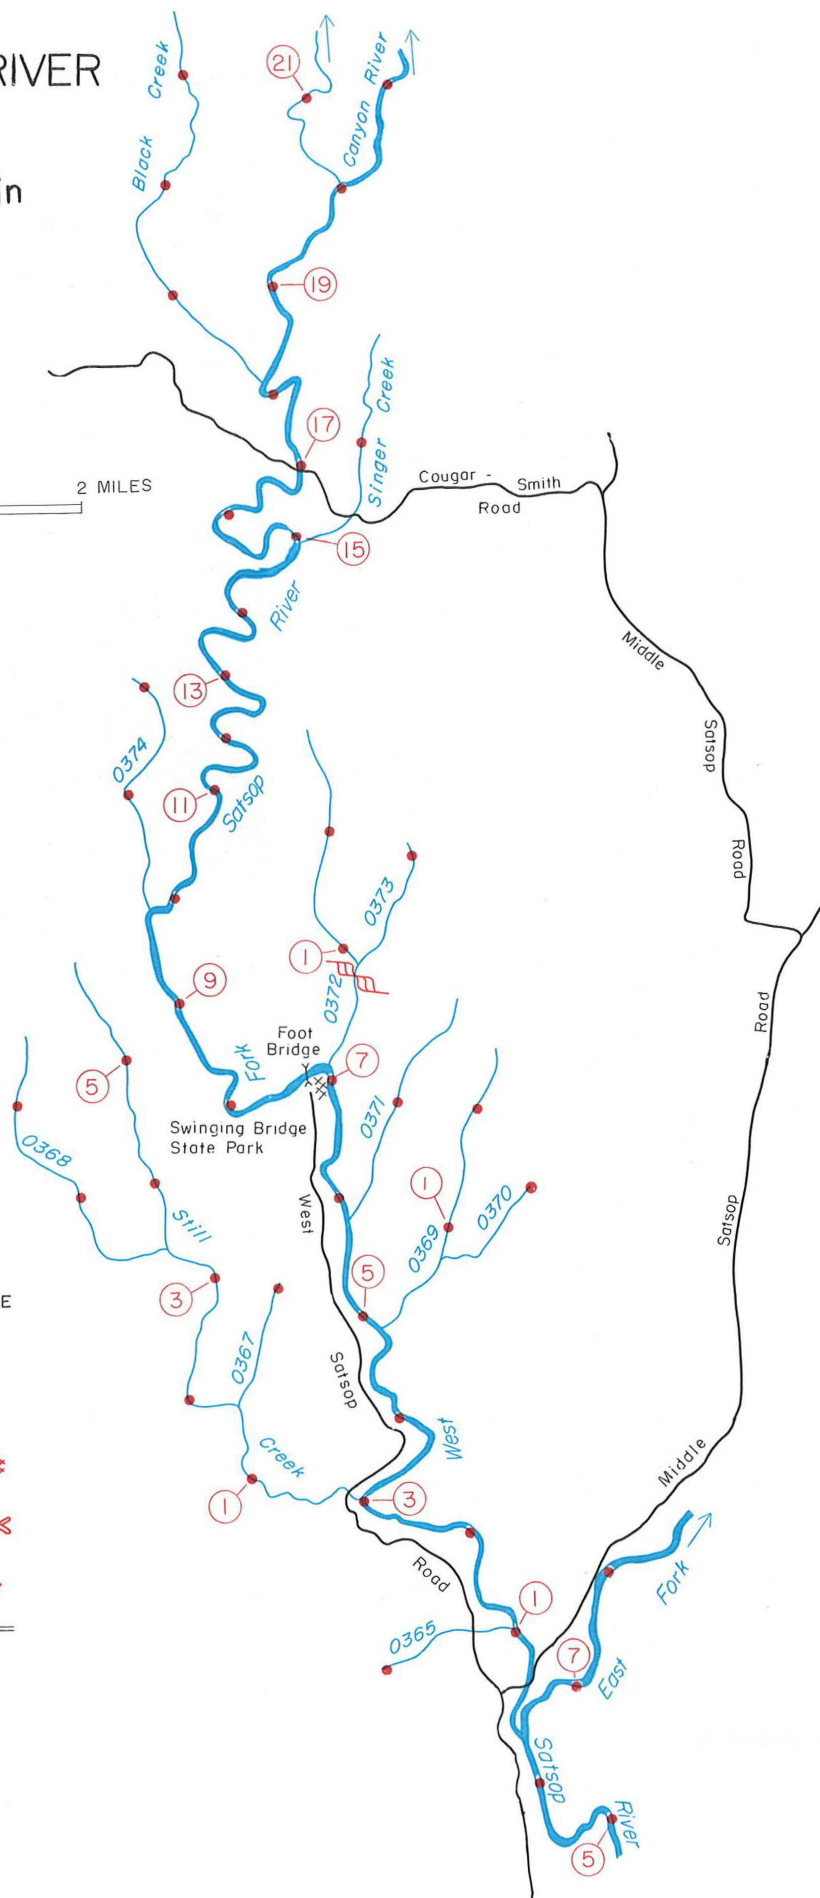 RIVER
in
Black Creek
21
Canyon River
19
17
Singer Creek
2 MILES
Cougar - Smith
Road
15
River
Middle
13
Satsop
0374
11
Satsop
Road
0373
1
0372
9
Road
Foot
Bridge
Fork
7
5
0371
Swinging Bridge
State Park
0368
1
0370
Still
West
0369
Satsop
5
3
E
0367
Satsop
West
Creek
Middle
1
3
Road
Fork
1
0365
7
East
Satsop
River
5